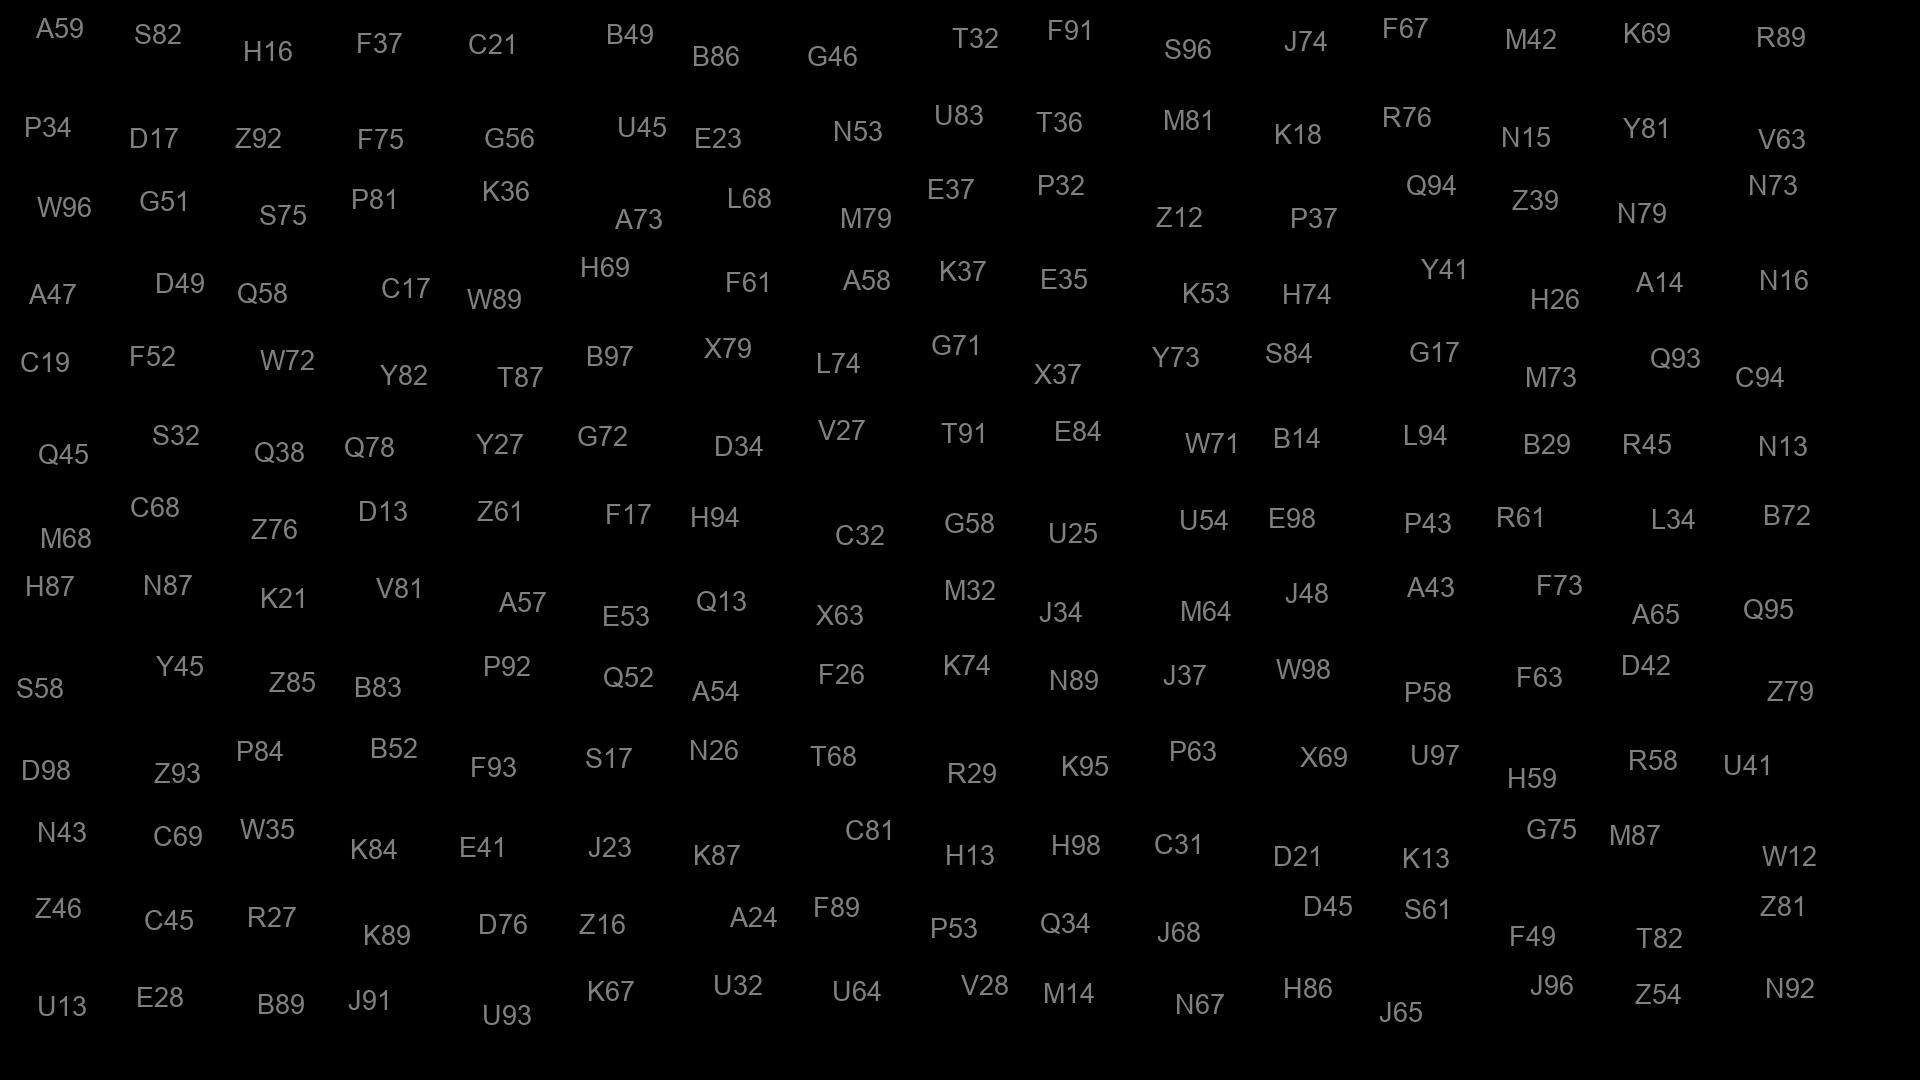 A59 S82 H16 F37 C21 B49 B86 G46 T32 F91 S96 J74 F67 M42 K69 R89
P34 D17 Z92 F75 G56 U45 E23 N53 U83 T36 M81 K18 R76 N15 Y81 V63
W96 G51 S75 P81 K36 A73 L68 M79 E37 P32 Z12 P37 Q94 Z39 N79 N73
A47 D49 Q58 C17 W89 H69 F61 A58 K37 E35 K53 H74 Y41 H26 A14 N16
C19 F52 W72 Y82 T87 B97 X79 L74 G71 X37 Y73 S84 G17 M73 Q93 C94
Q45 S32 Q38 Q78 Y27 G72 D34 V27 T91 E84 W71 B14 L94 B29 R45 N13
M68 C68 Z76 D13 Z61 F17 H94 C32 G58 U25 U54 E98 P43 R61 L34 B72
H87 N87 K21 V81 A57 E53 Q13 X63 M32 J34 M64 J48 A43 F73 A65 Q95
S58 Y45 Z85 B83 P92 Q52 A54 F26 K74 N89 J37 W98 P58 F63 D42 Z79
D98 Z93 P84 B52 F93 S17 N26 T68 R29 K95 P63 X69 U97 H59 R58 U41
N43 C69 W35 K84 E41 J23 K87 C81 H13 H98 C31 D21 K13 G75 M87 W12
Z46 C45 R27 K89 D76 Z16 A24 F89 P53 Q34 J68 D45 S61 F49 T82 Z81
U13 E28 B89 J91 U93 K67 U32 U64 V28 M14 N67 H86 J65 J96 Z54 N92